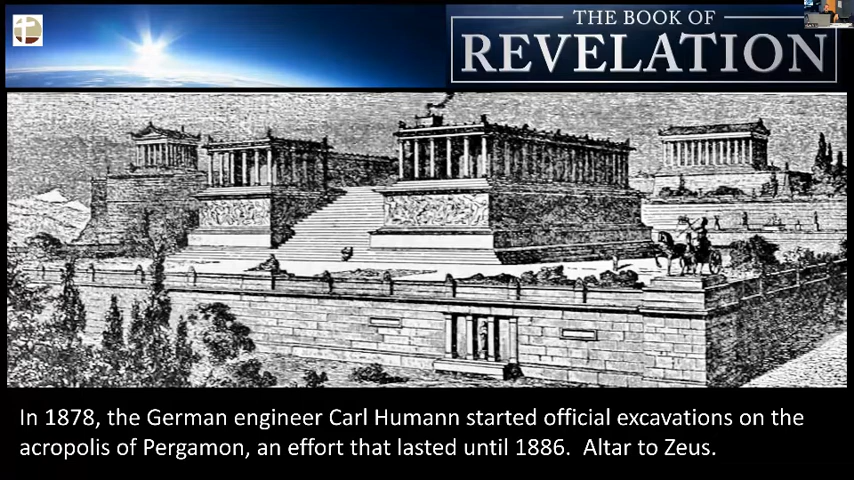 THE BOOK OF
REVELATION
In 1878, the German engineer Carl Humann started official excavations on the
acropolis of Pergamon, an effort that lasted until 1886.  Altar to Zeus.